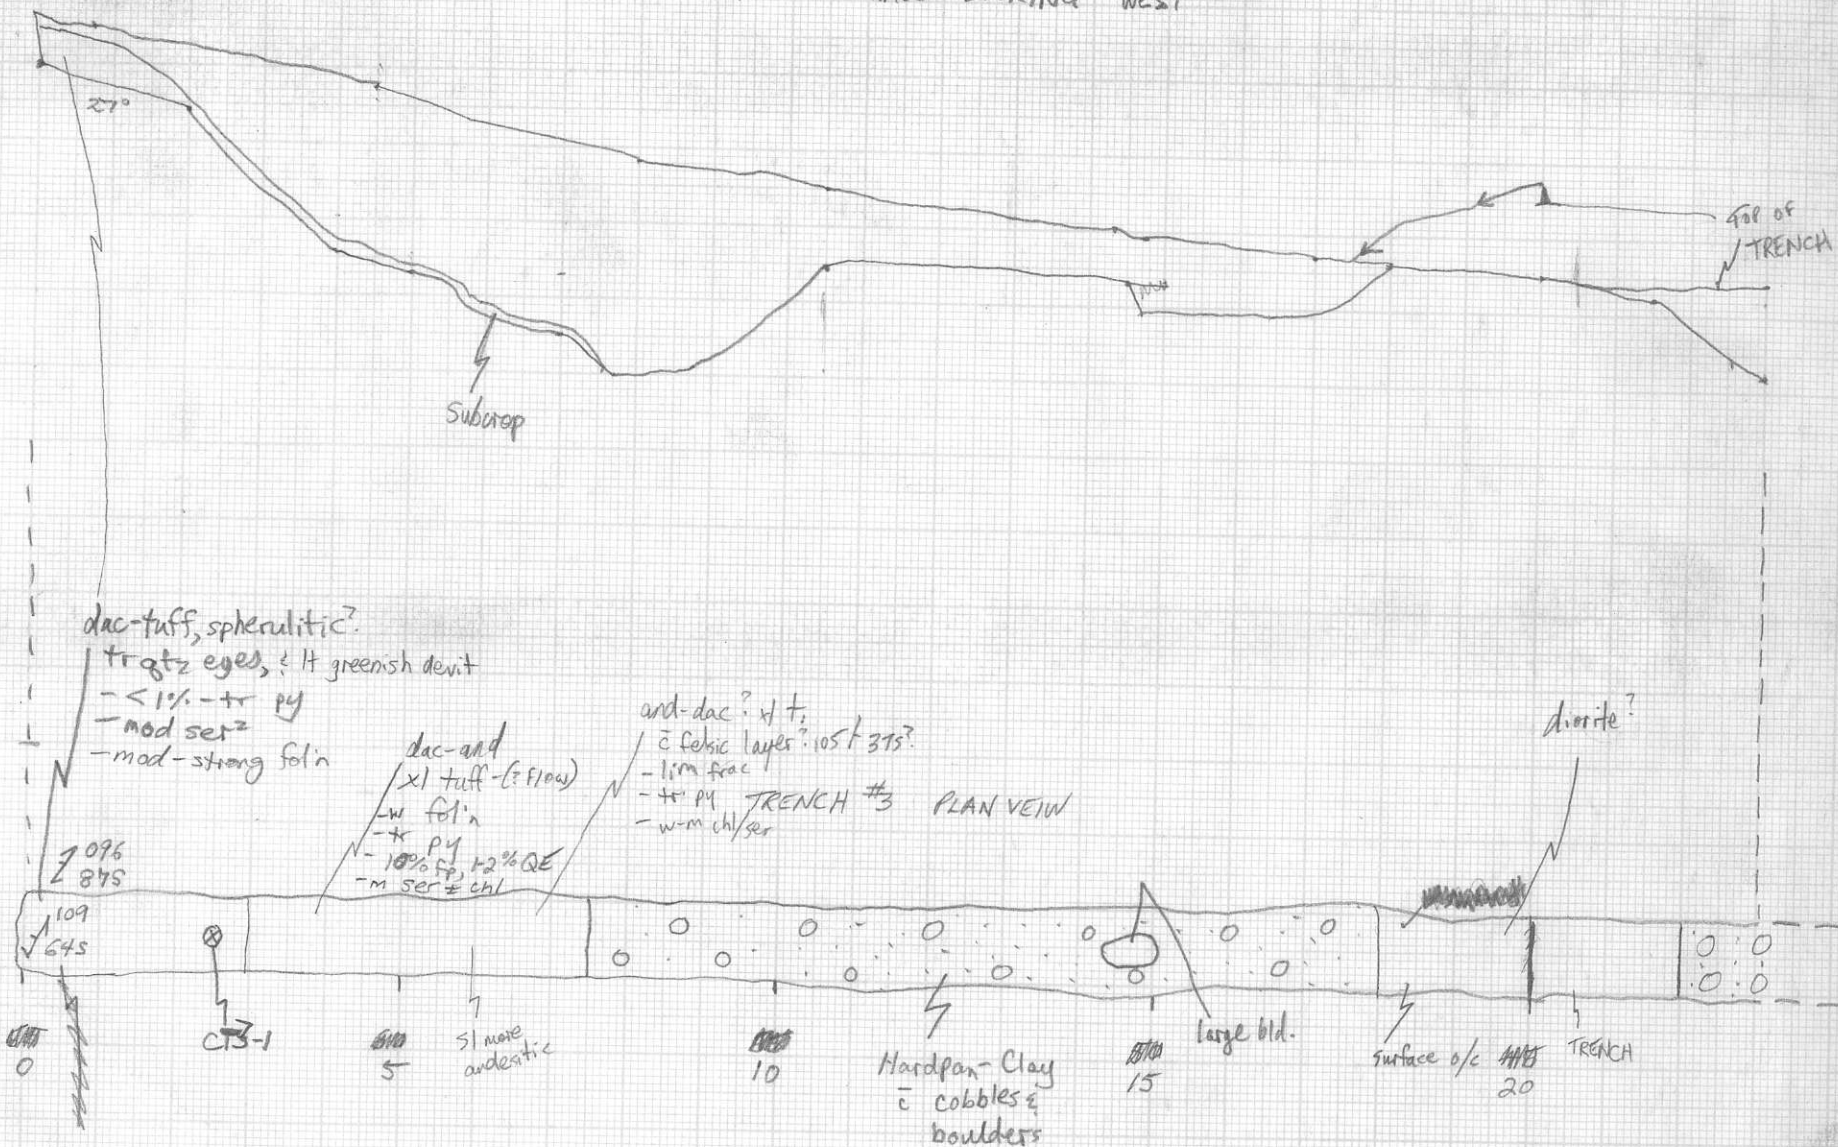 LOOKING WEST
27°
TOP OF
TRENCH
Subcrop
dac-tuff, spherulitic?
tr qtz eyes, & lt greenish devit
- < 1% - tr py
- mod ser²
- mod-strong fol'n
dac-and
xl tuff-(? Flow)
-w fol'n
-tr py
- 10% fp, 1-2% QE
-m ser ± chl
and-dac? xl t,
c̄ felsic layer? 105 / 37S?
- lim frac
- tr py
- w-m chl/ser
TRENCH #3 PLAN VEIW
diorite?
096
87S
109
64S
CT3-1
sl more
andesitic
Hardpan-Clay
c̄ cobbles &
boulders
large bld.
Surface o/c
TRENCH
0
5
10
15
20